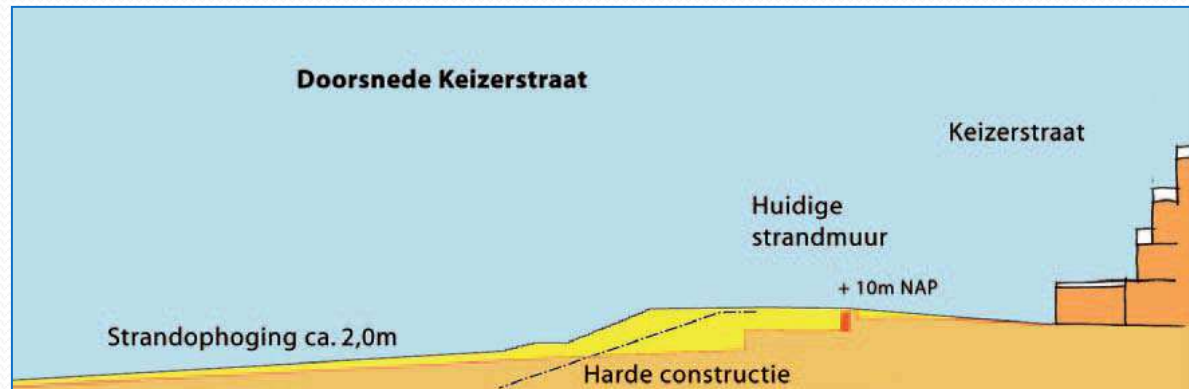 Doorsnede Keizerstraat
Keizerstraat
Huidige
strandmuur
+ 10m NAP
Strandophoging ca. 2,0m
Harde constructie